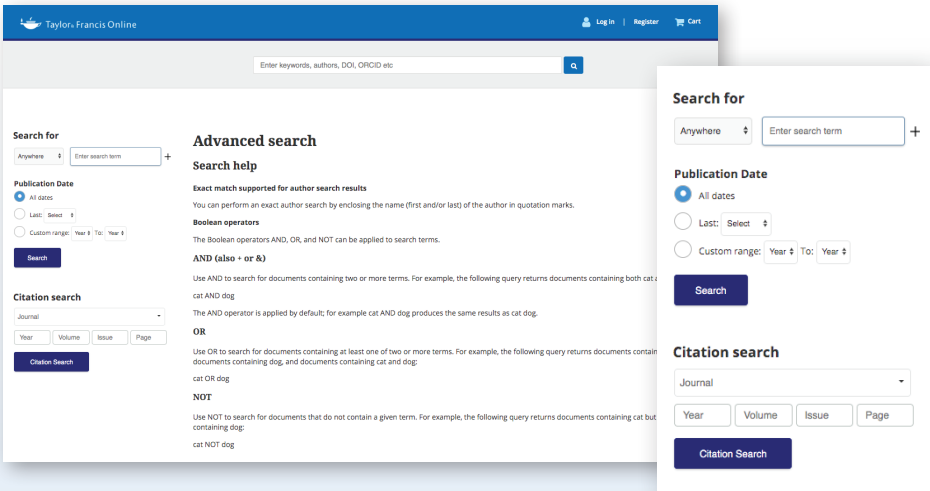 Taylor & Francis Online
Log in | Register Cart
Enter keywords, authors, DOI, ORCID etc
Search for
Anywhere Enter search term +
Publication Date
All dates
Last: Select
Custom range: Year To: Year
Search
Citation search
Journal
Year Volume Issue Page
Citation Search
Advanced search
Search help
Exact match supported for author search results
You can perform an exact author search by enclosing the name (first and/or last) of the author in quotation marks.
Boolean operators
The Boolean operators AND, OR, and NOT can be applied to search terms.
AND (also + or &)
Use AND to search for documents containing two or more terms. For example, the following query returns documents containing both cat a
cat AND dog
The AND operator is applied by default; for example cat AND dog produces the same results as cat dog.
OR
Use OR to search for documents containing at least one of two or more terms. For example, the following query returns documents contain
documents containing dog, and documents containing cat and dog:
cat OR dog
NOT
Use NOT to search for documents that do not contain a given term. For example, the following query returns documents containing cat but
containing dog:
cat NOT dog
Search for
Anywhere Enter search term +
Publication Date
All dates
Last: Select
Custom range: Year To: Year
Search
Citation search
Journal
Year Volume Issue Page
Citation Search